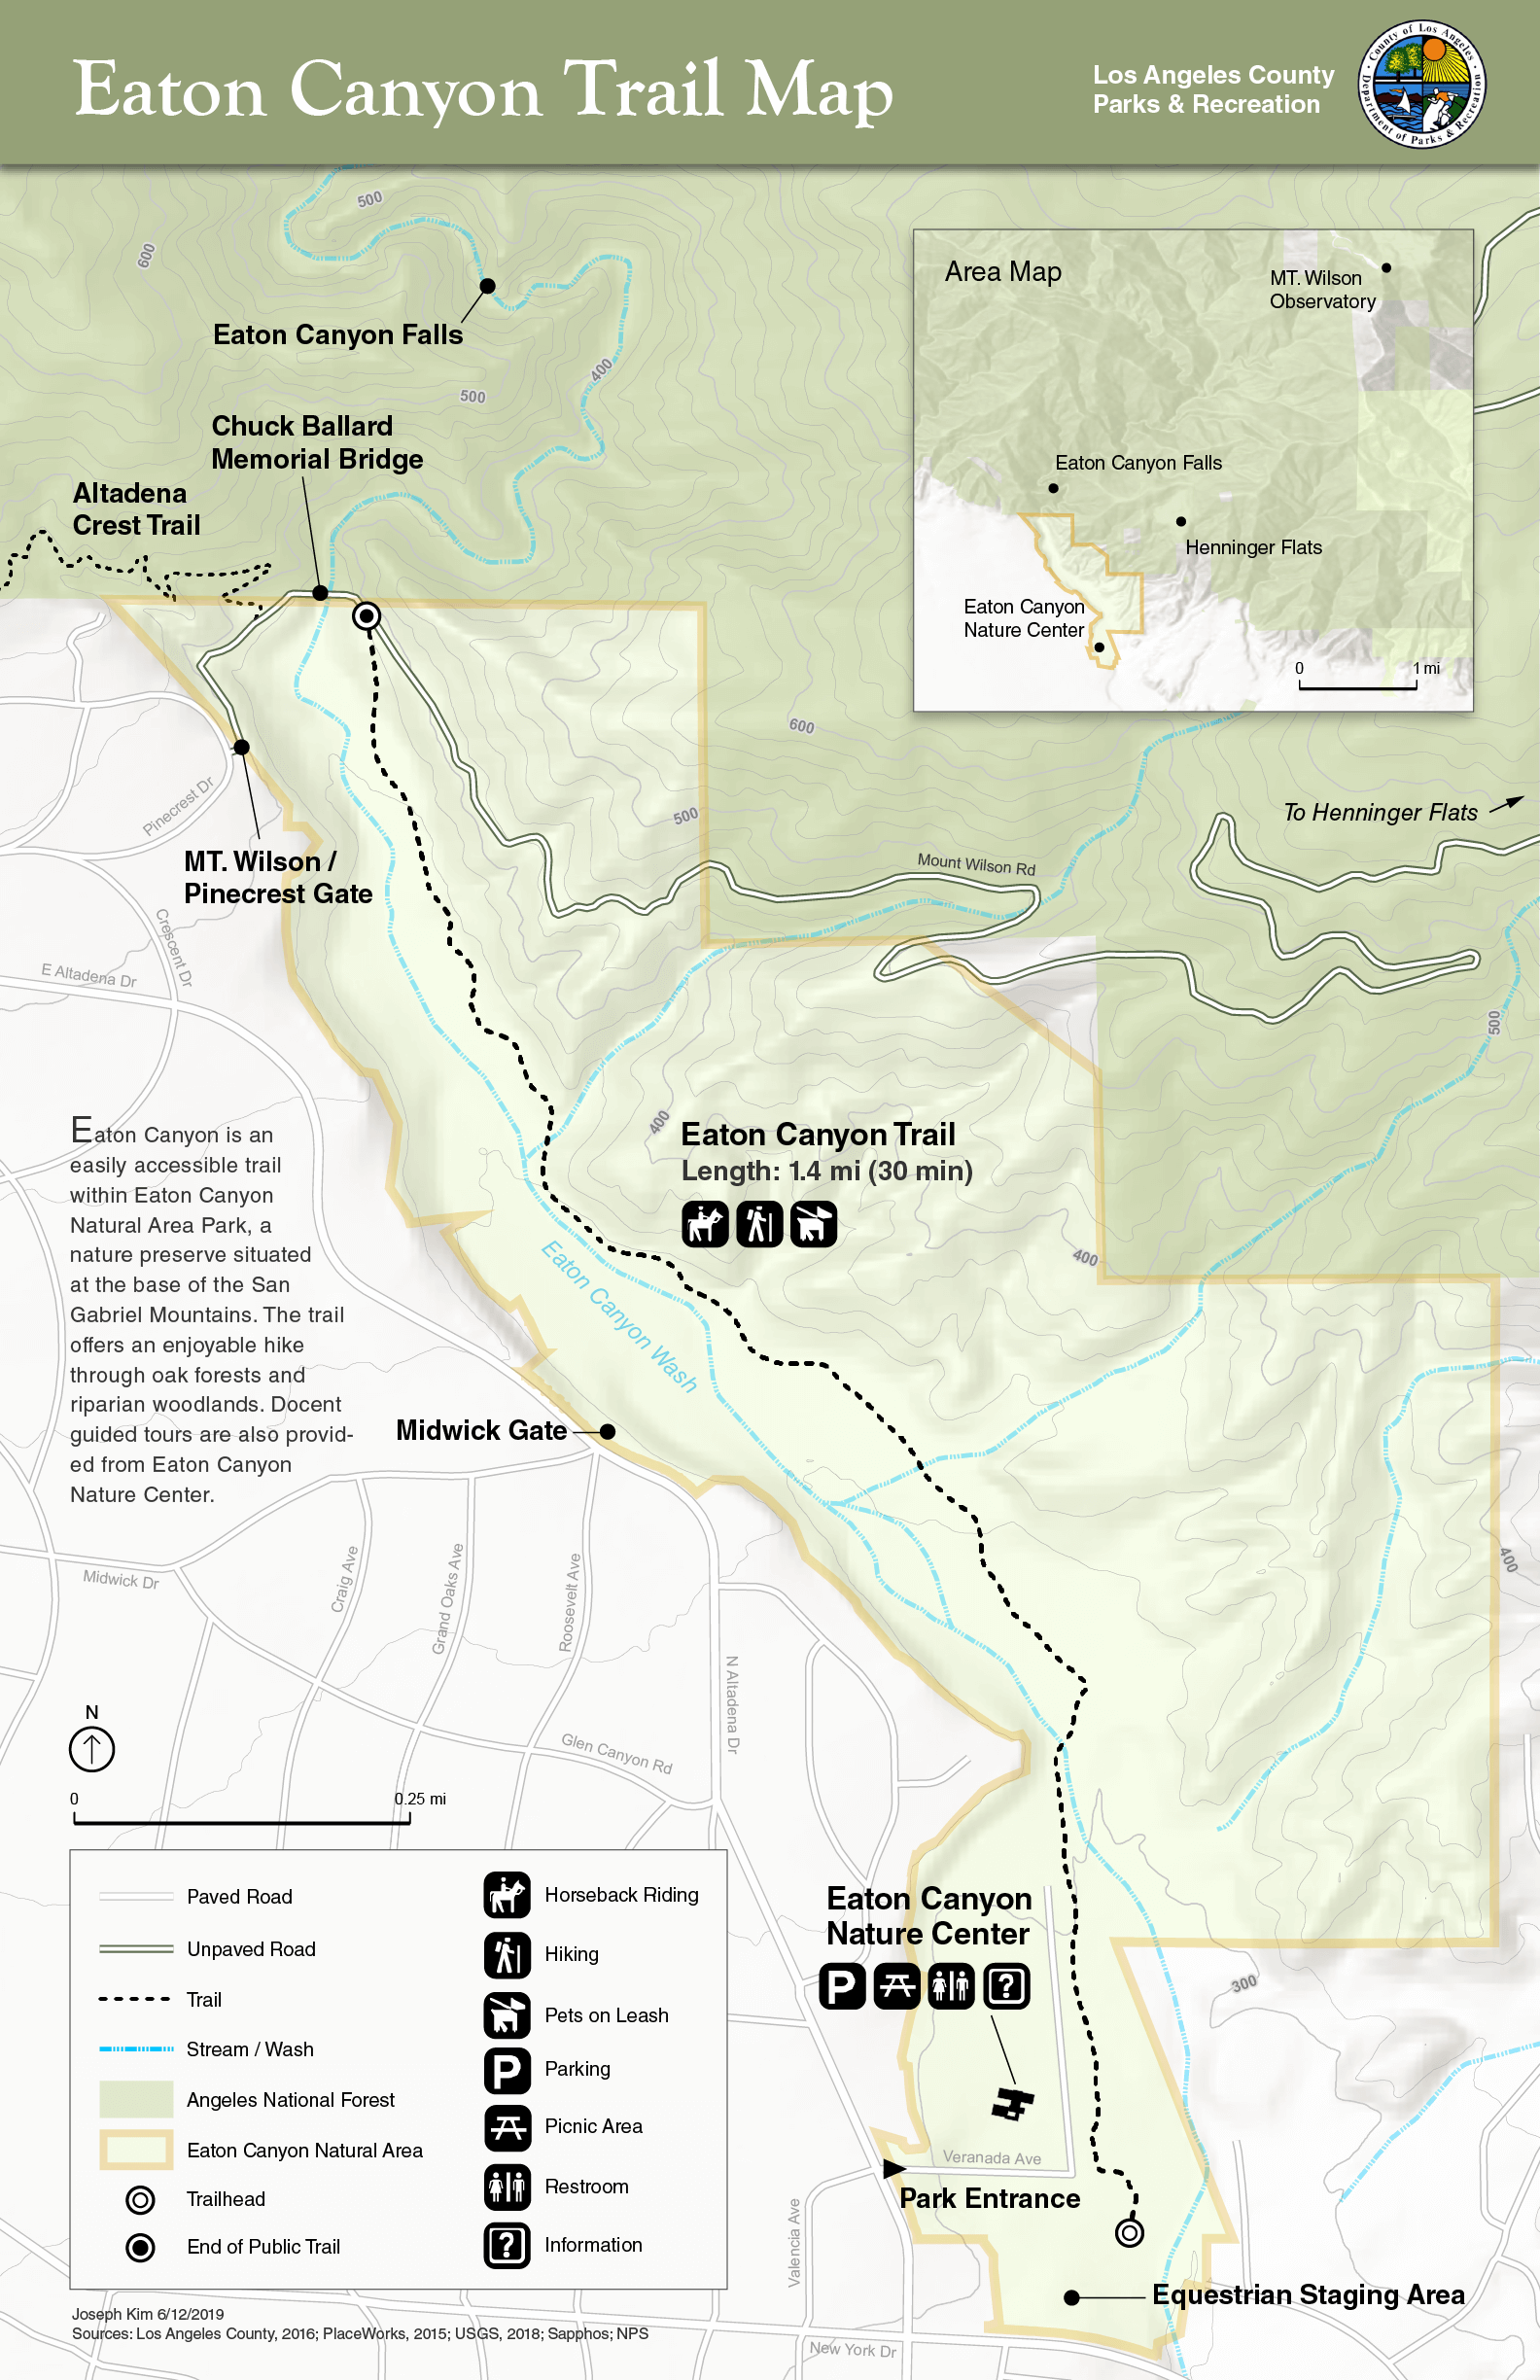 Eaton Canyon Trail Map
Los Angeles County
Parks & Recreation
County of Los Angeles
Department of Parks & Recreation
500
600
Eaton Canyon Falls
400
500
Chuck Ballard
Memorial Bridge
Altadena
Crest Trail
Area Map
MT. Wilson
Observatory
Eaton Canyon Falls
Henninger Flats
Eaton Canyon
Nature Center
0 1 mi
600
500
To Henninger Flats
Mount Wilson Rd
Pinecrest Dr
MT. Wilson /
Pinecrest Gate
Crescent Dr
E Altadena Dr
500
400
Eaton Canyon Trail
Length: 1.4 mi (30 min)
400
Eaton Canyon is an
easily accessible trail
within Eaton Canyon
Natural Area Park, a
nature preserve situated
at the base of the San
Gabriel Mountains. The trail
offers an enjoyable hike
through oak forests and
riparian woodlands. Docent
guided tours are also provid-
ed from Eaton Canyon
Nature Center.
Eaton Canyon Wash
Midwick Gate
400
Midwick Dr
Craig Ave
Grand Oaks Ave
Roosevelt Ave
N Altadena Dr
Glen Canyon Rd
N
0 0.25 mi
Paved Road
Unpaved Road
Trail
Stream / Wash
Angeles National Forest
Eaton Canyon Natural Area
Trailhead
End of Public Trail
Horseback Riding
Hiking
Pets on Leash
P
Parking
Picnic Area
Restroom
?
Information
Eaton Canyon
Nature Center
P ?
300
Veranada Ave
Park Entrance
Valencia Ave
Equestrian Staging Area
New York Dr
Joseph Kim 6/12/2019
Sources: Los Angeles County, 2016; PlaceWorks, 2015; USGS, 2018; Sapphos; NPS